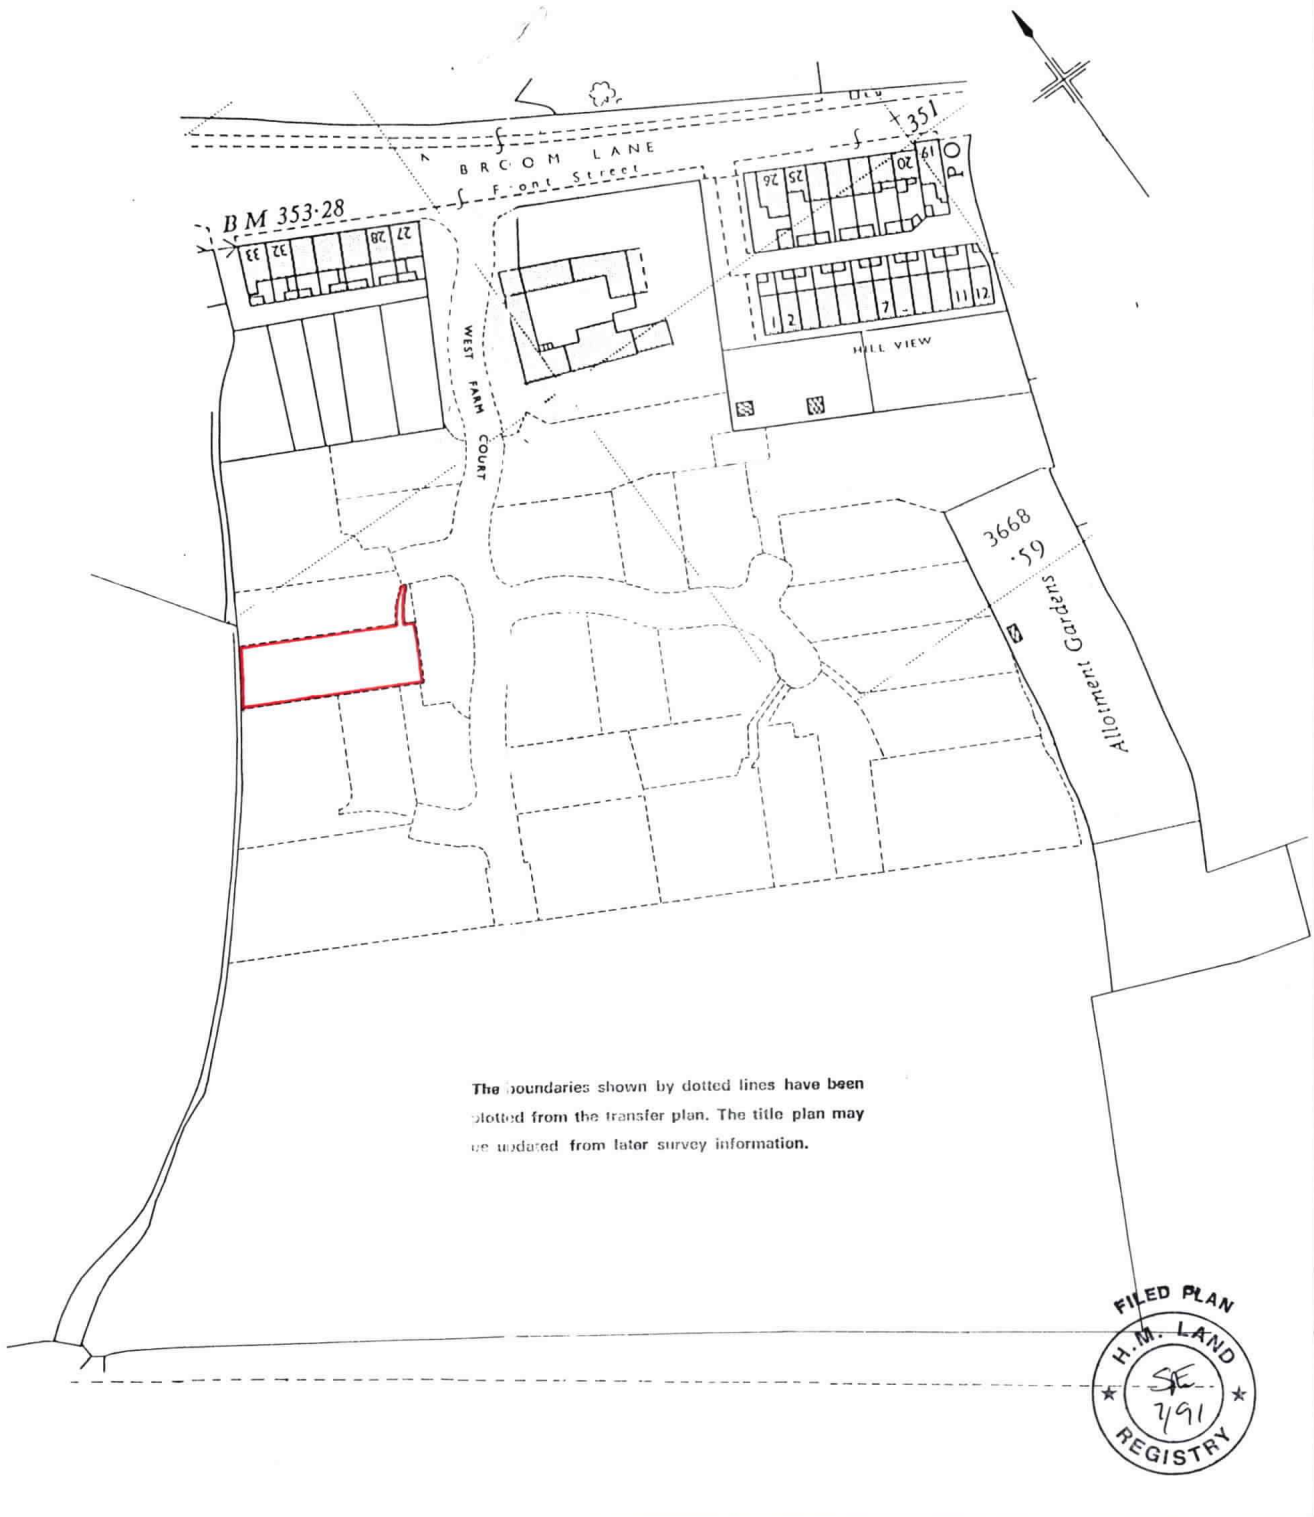 351
BROOM LANE
Front Street
B M 353·28
33 32 28 27
26 25 20 19 PO
1 2 7 11 12
HILL VIEW
WEST FARM COURT
3668
·59
Allotment Gardens
The boundaries shown by dotted lines have been
plotted from the transfer plan. The title plan may
be updated from later survey information.
FILED PLAN
H.M. LAND
7/91
REGISTRY